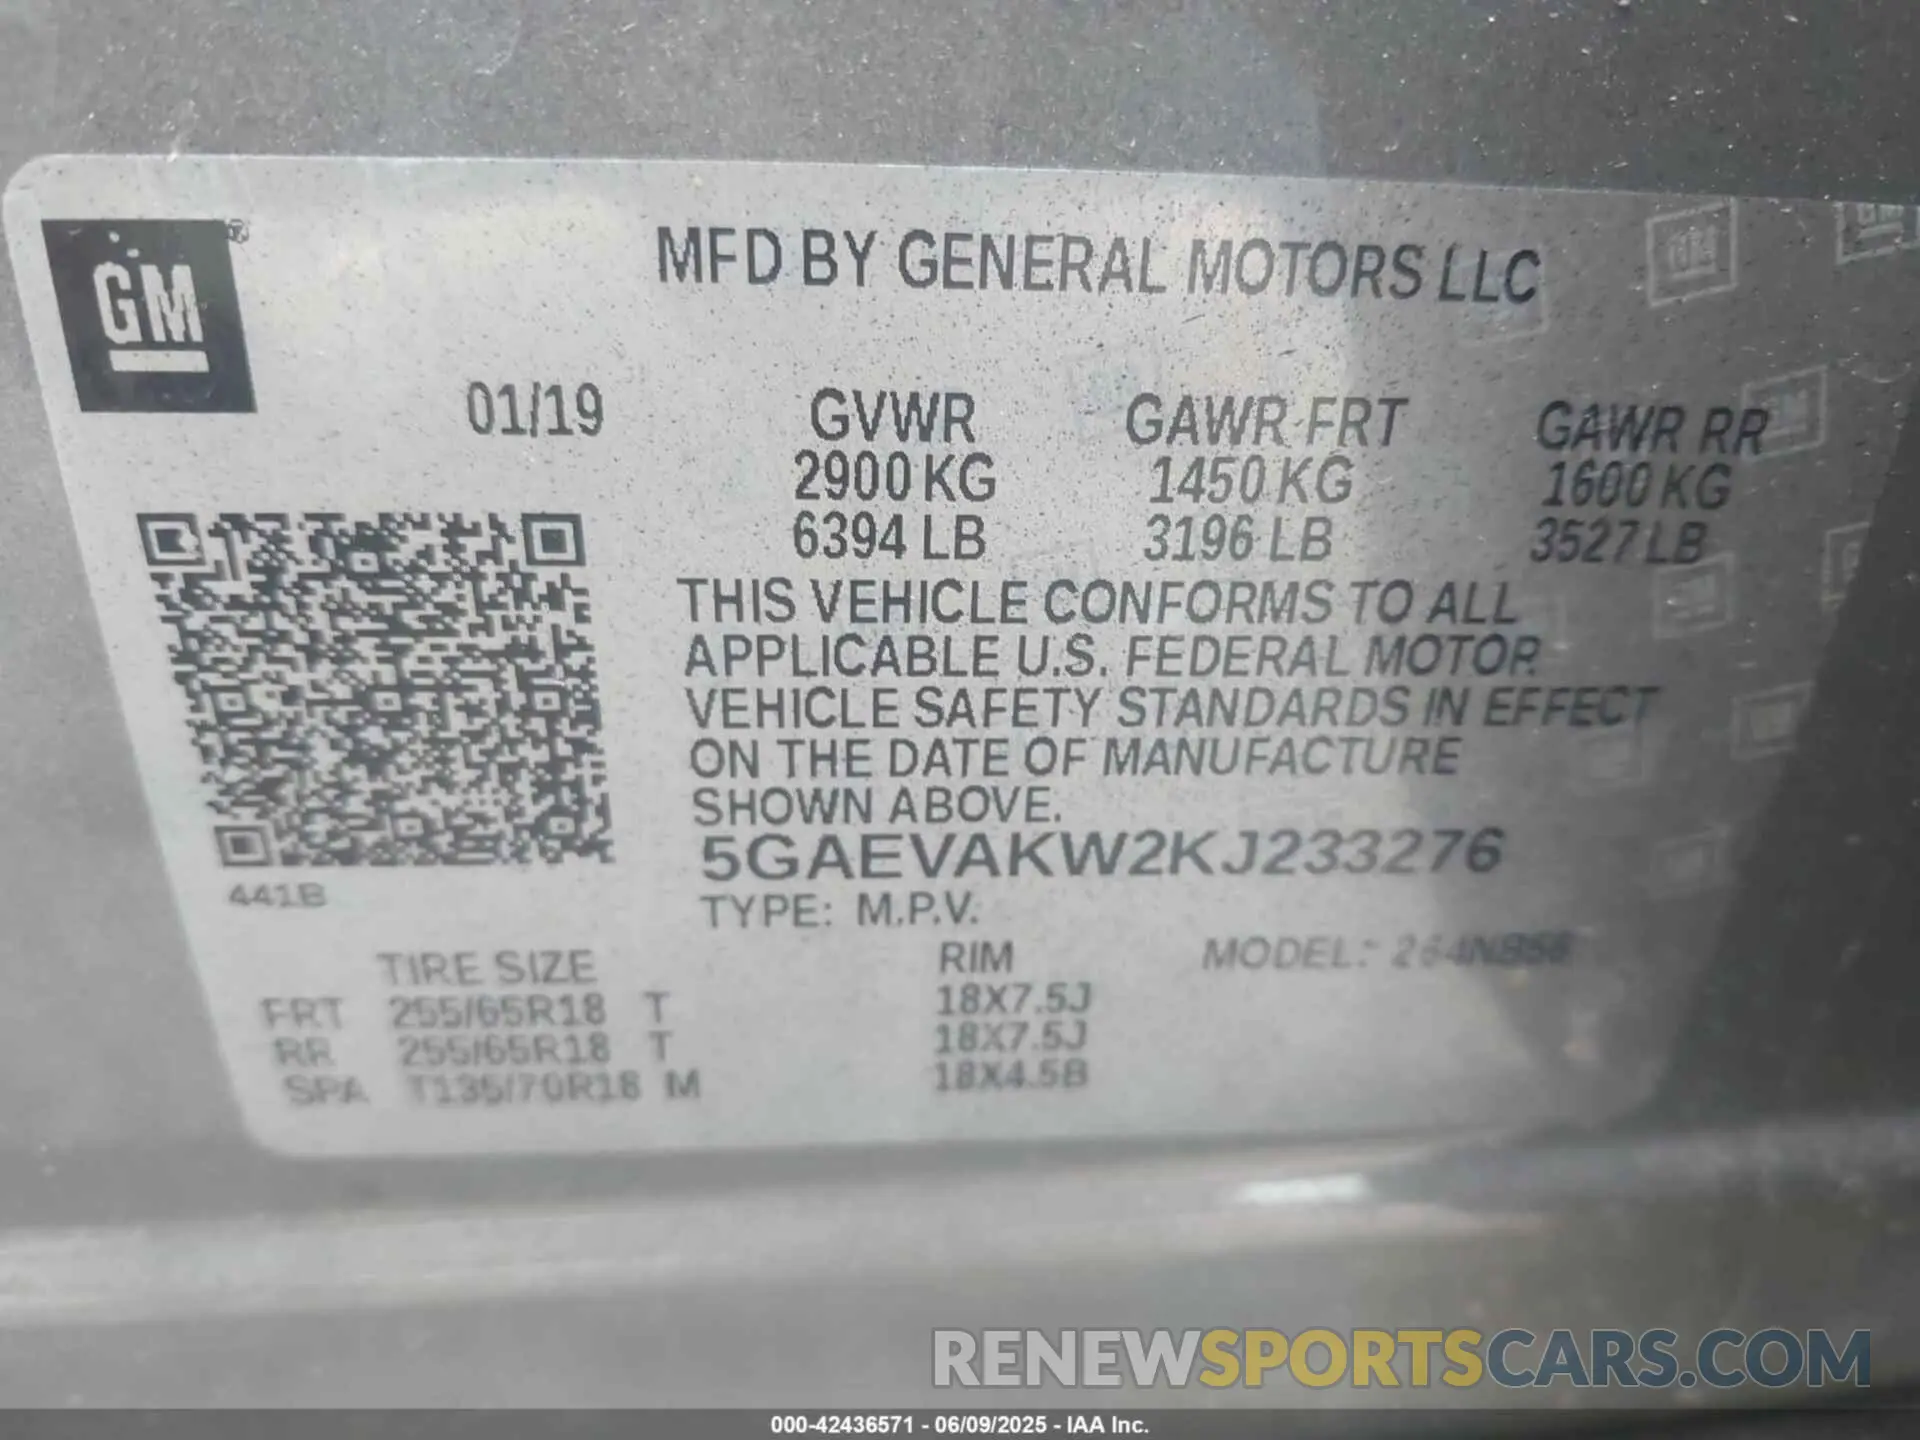 GM
MFD BY GENERAL MOTORS LLC
01/19
GVWR GAWR FRT GAWR RR
2900 KG 1450 KG 1600 KG
6394 LB 3196 LB 3527 LB
THIS VEHICLE CONFORMS TO ALL
APPLICABLE U.S. FEDERAL MOTOR
VEHICLE SAFETY STANDARDS IN EFFECT
ON THE DATE OF MANUFACTURE
SHOWN ABOVE.
5GAEVAKW2KJ233276
441B
TYPE: M.P.V.
TIRE SIZE RIM MODEL: 264NB56
FRT 255/65R18 T 18X7.5J
RR 255/65R18 T 18X7.5J
SPA T135/70R18 M 18X4.5B
RENEWSPORTSCARS.COM
000-42436571 - 06/09/2025 - IAA Inc.